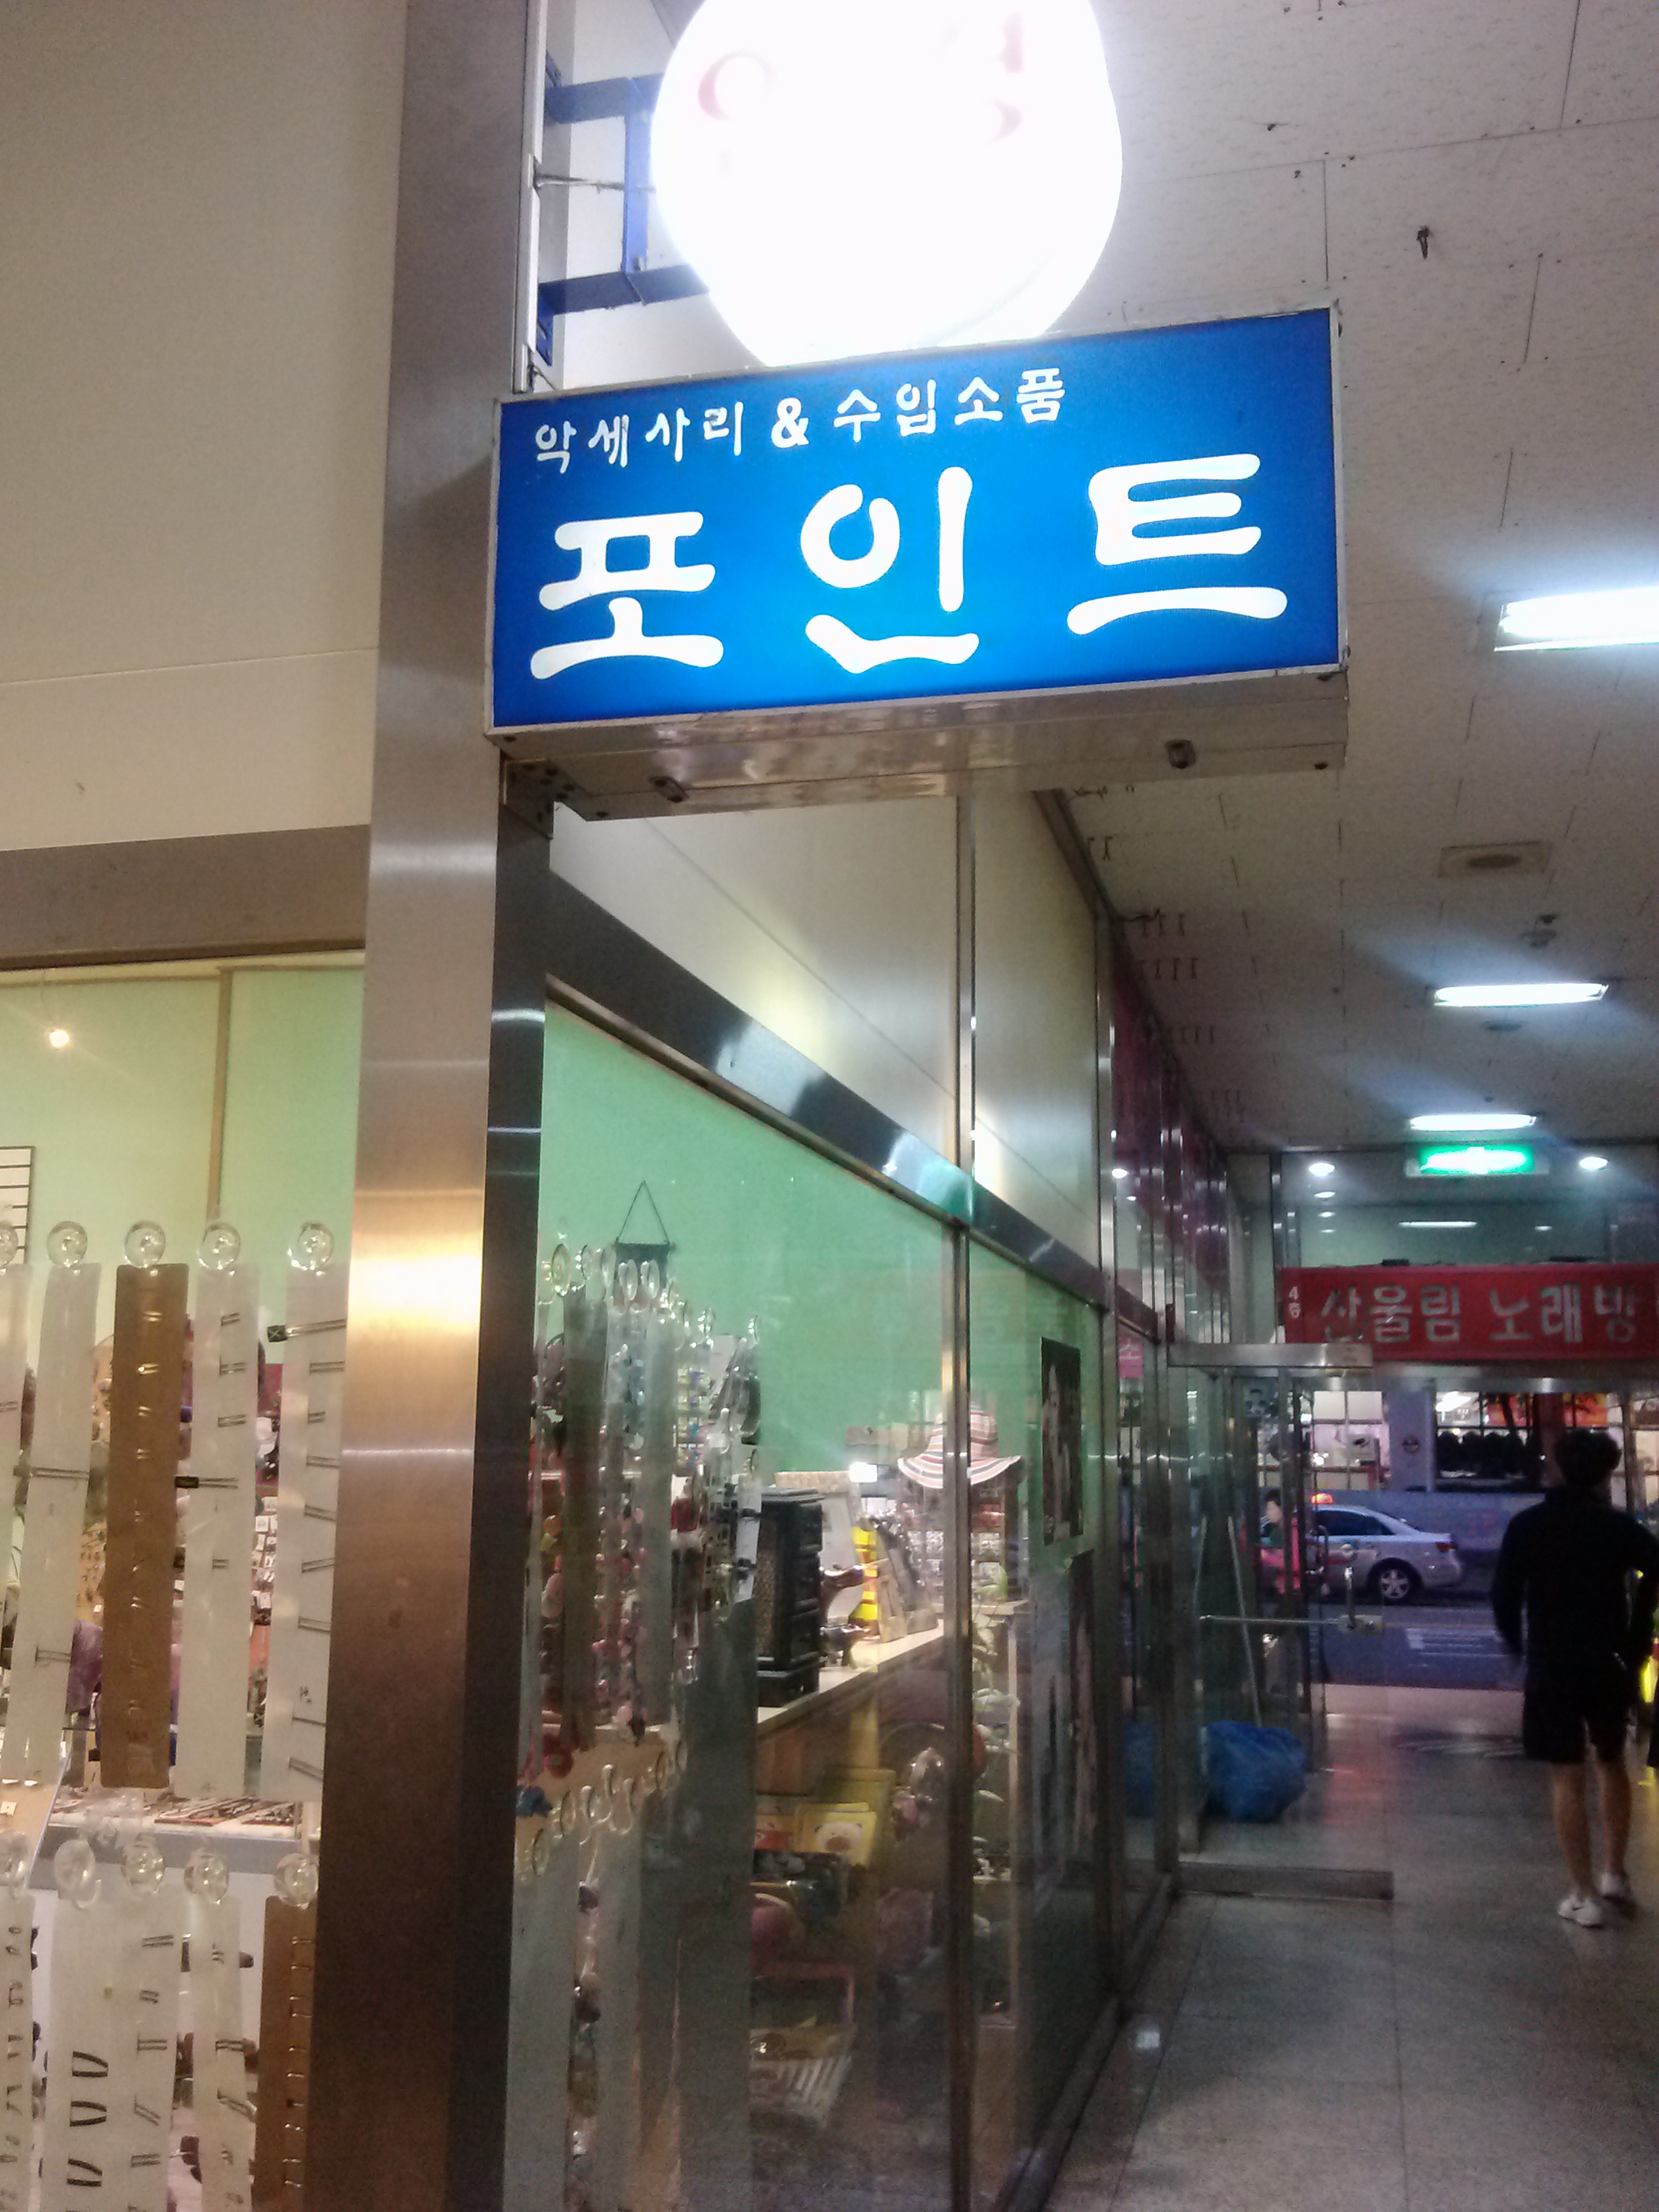 악세사리 & 수입소품
포인트
4층 산울림 노래방